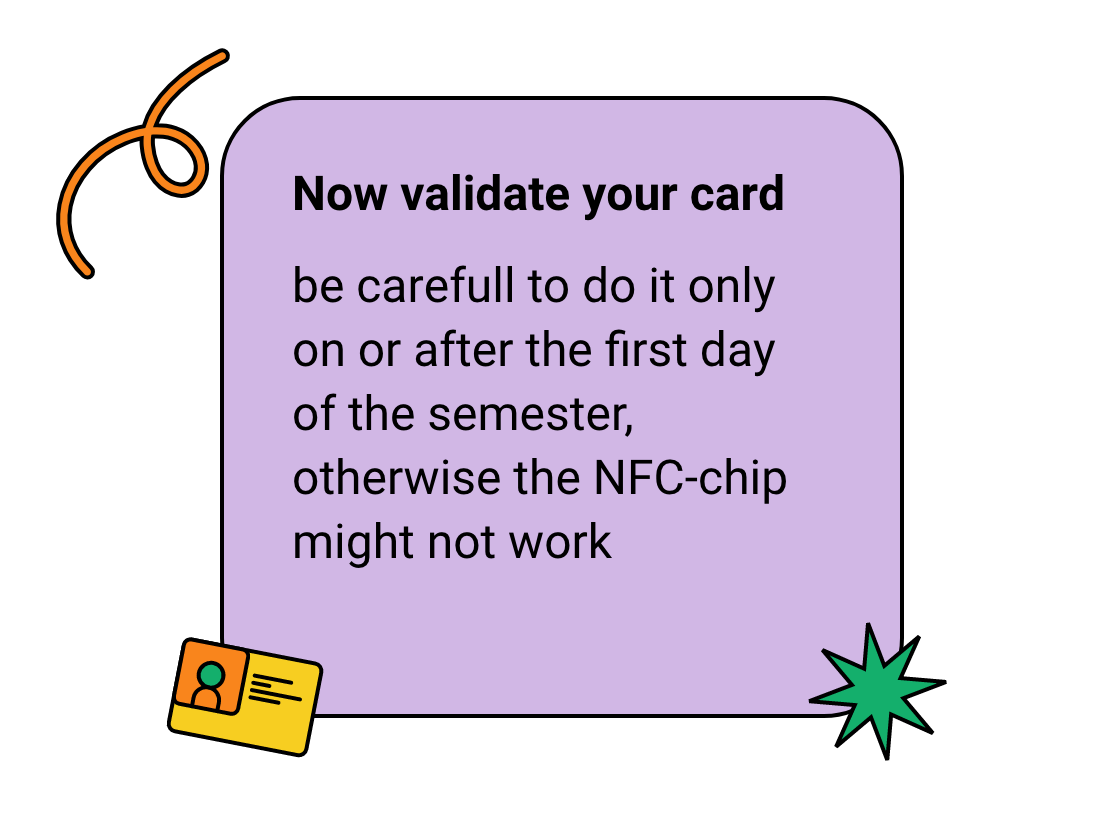 Now validate your card
be carefull to do it only
on or after the first day
of the semester,
otherwise the NFC-chip
might not work